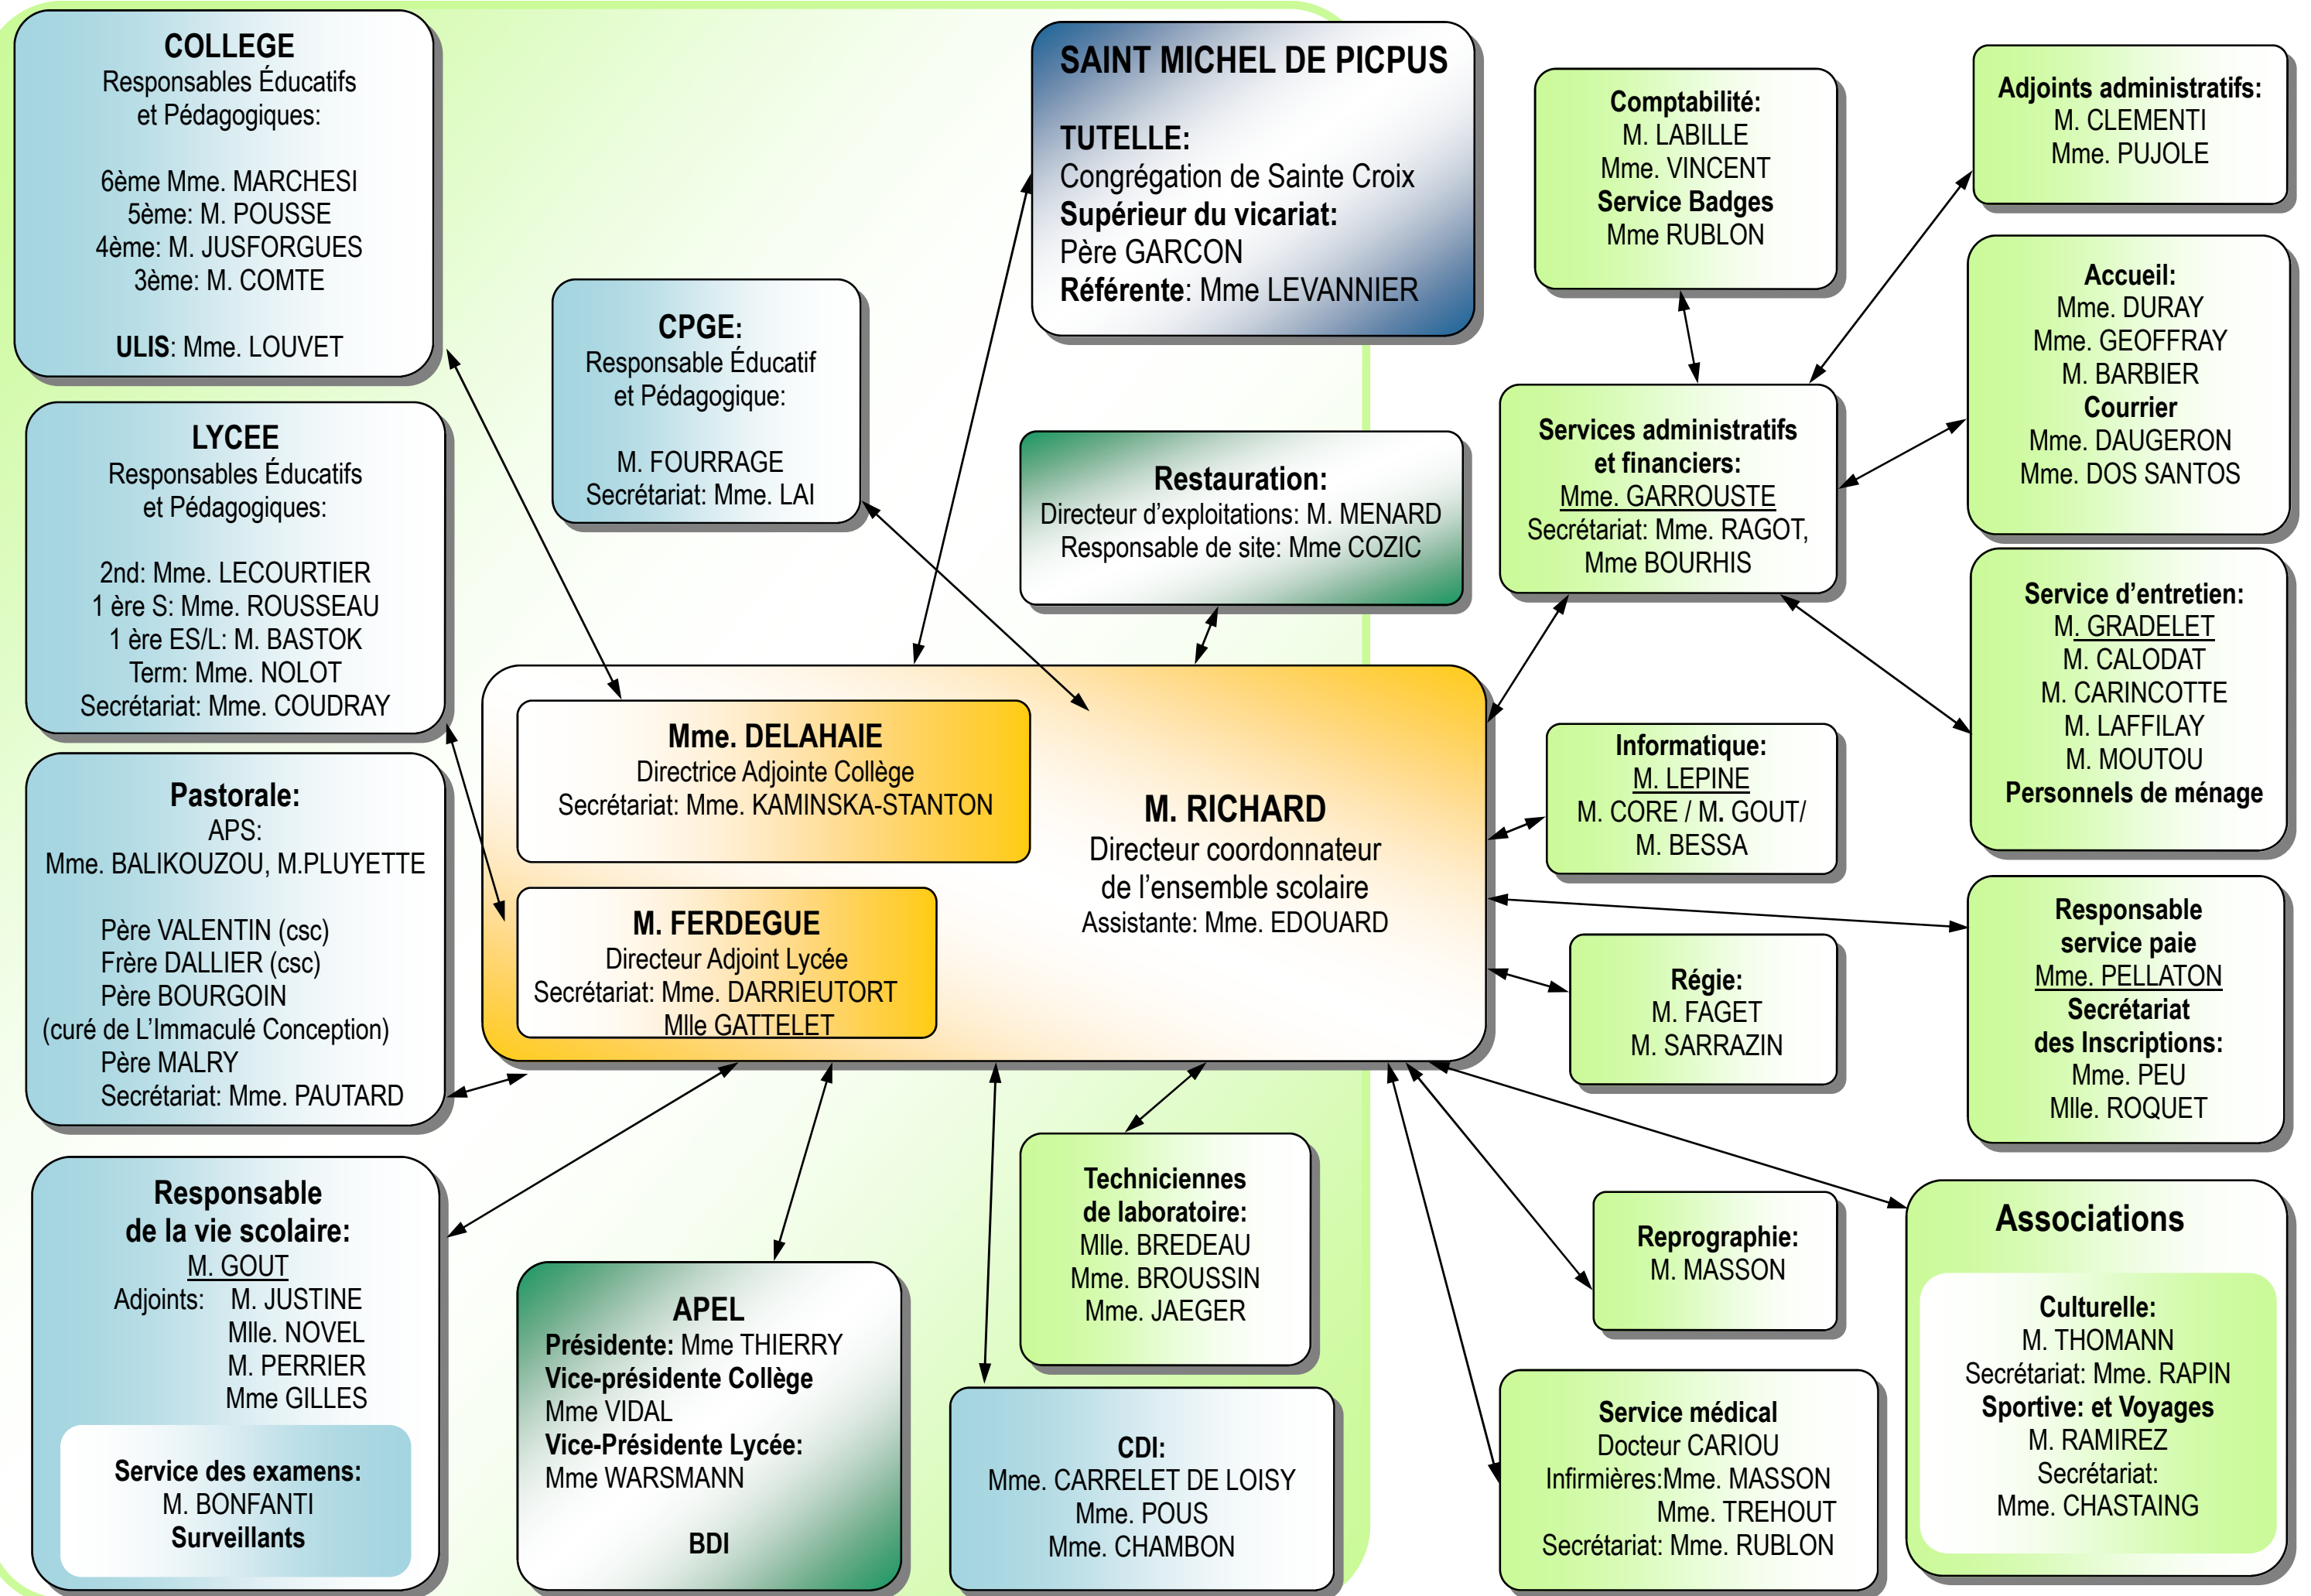 COLLEGE
Responsables Éducatifs
et Pédagogiques:
6ème Mme. MARCHESI
5ème: M. POUSSE
4ème: M. JUSFORGUES
3ème: M. COMTE
ULIS: Mme. LOUVET
LYCEE
Responsables Éducatifs
et Pédagogiques:
2nd: Mme. LECOURTIER
1 ère S: Mme. ROUSSEAU
1 ère ES/L: M. BASTOK
Term: Mme. NOLOT
Secrétariat: Mme. COUDRAY
Pastorale:
APS:
Mme. BALIKOUZOU, M.PLUYETTE
Père VALENTIN (csc)
Frère DALLIER (csc)
Père BOURGOIN
(curé de L'Immaculé Conception)
Père MALRY
Secrétariat: Mme. PAUTARD
Responsable
de la vie scolaire:
M. GOUT
Adjoints: M. JUSTINE
Mlle. NOVEL
M. PERRIER
Mme GILLES
Service des examens:
M. BONFANTI
Surveillants
CPGE:
Responsable Éducatif
et Pédagogique:
M. FOURRAGE
Secrétariat: Mme. LAI
SAINT MICHEL DE PICPUS
TUTELLE:
Congrégation de Sainte Croix
Supérieur du vicariat:
Père GARCON
Référente: Mme LEVANNIER
Restauration:
Directeur d'exploitations: M. MENARD
Responsable de site: Mme COZIC
Mme. DELAHAIE
Directrice Adjointe Collège
Secrétariat: Mme. KAMINSKA-STANTON
M. FERDEGUE
Directeur Adjoint Lycée
Secrétariat: Mme. DARRIEUTORT
Mlle GATTELET
M. RICHARD
Directeur coordonnateur
de l'ensemble scolaire
Assistante: Mme. EDOUARD
APEL
Présidente: Mme THIERRY
Vice-présidente Collège
Mme VIDAL
Vice-Présidente Lycée:
Mme WARSMANN
BDI
Techniciennes
de laboratoire:
Mlle. BREDEAU
Mme. BROUSSIN
Mme. JAEGER
CDI:
Mme. CARRELET DE LOISY
Mme. POUS
Mme. CHAMBON
Comptabilité:
M. LABILLE
Mme. VINCENT
Service Badges
Mme RUBLON
Services administratifs
et financiers:
Mme. GARROUSTE
Secrétariat: Mme. RAGOT,
Mme BOURHIS
Informatique:
M. LEPINE
M. CORE / M. GOUT/
M. BESSA
Régie:
M. FAGET
M. SARRAZIN
Reprographie:
M. MASSON
Service médical
Docteur CARIOU
Infirmières:Mme. MASSON
Mme. TREHOUT
Secrétariat: Mme. RUBLON
Adjoints administratifs:
M. CLEMENTI
Mme. PUJOLE
Accueil:
Mme. DURAY
Mme. GEOFFRAY
M. BARBIER
Courrier
Mme. DAUGERON
Mme. DOS SANTOS
Service d'entretien:
M. GRADELET
M. CALODAT
M. CARINCOTTE
M. LAFFILAY
M. MOUTOU
Personnels de ménage
Responsable
service paie
Mme. PELLATON
Secrétariat
des Inscriptions:
Mme. PEU
Mlle. ROQUET
Associations
Culturelle:
M. THOMANN
Secrétariat: Mme. RAPIN
Sportive: et Voyages
M. RAMIREZ
Secrétariat:
Mme. CHASTAING